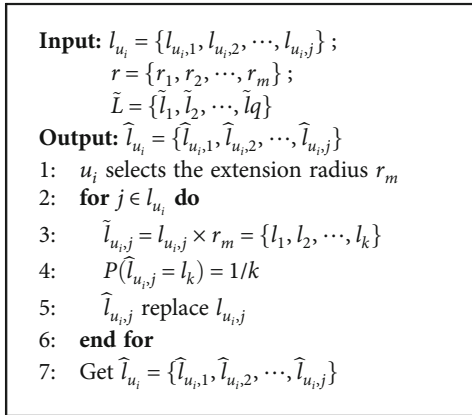 Input: l_{u_i} = {l_{u_i,1}, l_{u_i,2}, ⋯, l_{u_i,j}} ;
r = {r_1, r_2, ⋯, r_m} ;
L̃ = {l̃_1, l̃_2, ⋯, l̃q}
Output: l̂_{u_i} = {l̂_{u_i,1}, l̂_{u_i,2}, ⋯, l̂_{u_i,j}}
1: u_i selects the extension radius r_m
2: for j ∈ l_{u_i} do
3: l̃_{u_i,j} = l_{u_i,j} × r_m = {l_1, l_2, ⋯, l_k}
4: P(l̂_{u_i,j} = l_k) = 1/k
5: l̂_{u_i,j} replace l_{u_i,j}
6: end for
7: Get l̂_{u_i} = {l̂_{u_i,1}, l̂_{u_i,2}, ⋯, l̂_{u_i,j}}